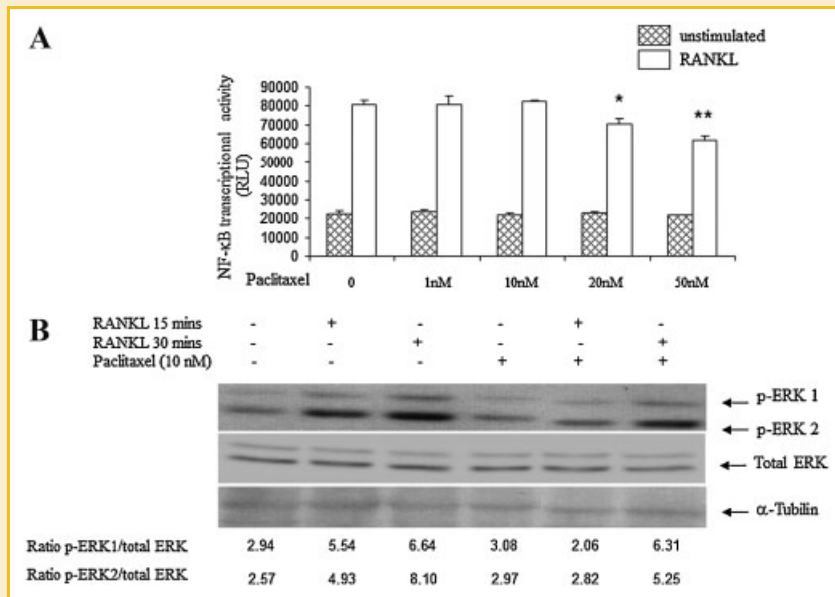 A
unstimulated
RANKL
NF-κB transcriptional activity
(RLU)
90000
80000
70000
60000
50000
40000
30000
20000
10000
0
*
**
Paclitaxel 0 1nM 10nM 20nM 50nM
B
RANKL 15 mins - + - - + -
RANKL 30 mins - - + - - +
Paclitaxel (10 nM) - - - + + +
p-ERK 1
p-ERK 2
Total ERK
α-Tubilin
Ratio p-ERK1/total ERK 2.94 5.54 6.64 3.08 2.06 6.31
Ratio p-ERK2/total ERK 2.57 4.93 8.10 2.97 2.82 5.25